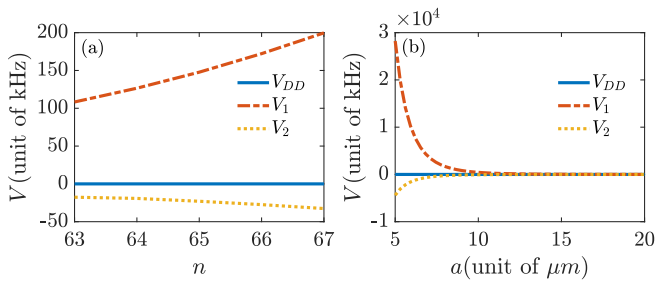 (a)
V (unit of kHz)
200
150
100
50
0
-50
V_DD
V_1
V_2
63 64 65 66 67
n
(b)
×10^4
V (unit of kHz)
3
2
1
0
-1
V_DD
V_1
V_2
5 10 15 20
a(unit of μm)